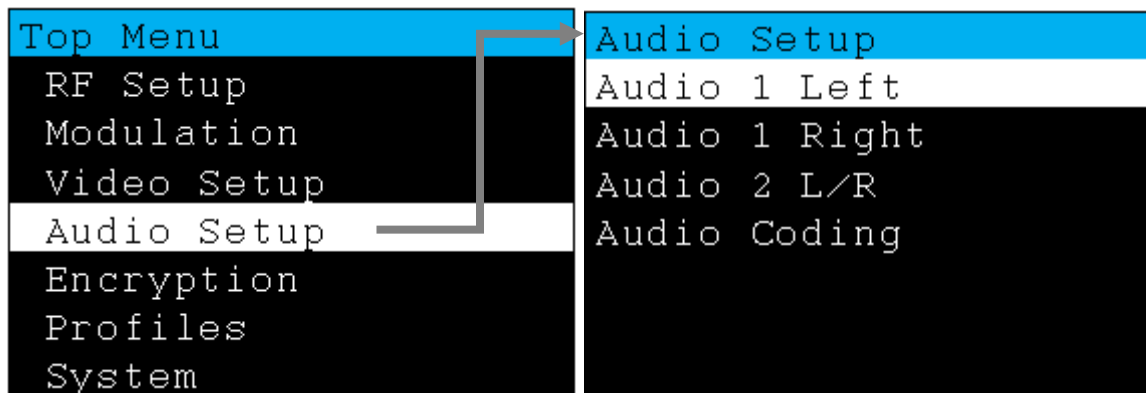 Top Menu
RF Setup
Modulation
Video Setup
Audio Setup
Encryption
Profiles
System
Audio Setup
Audio 1 Left
Audio 1 Right
Audio 2 L/R
Audio Coding